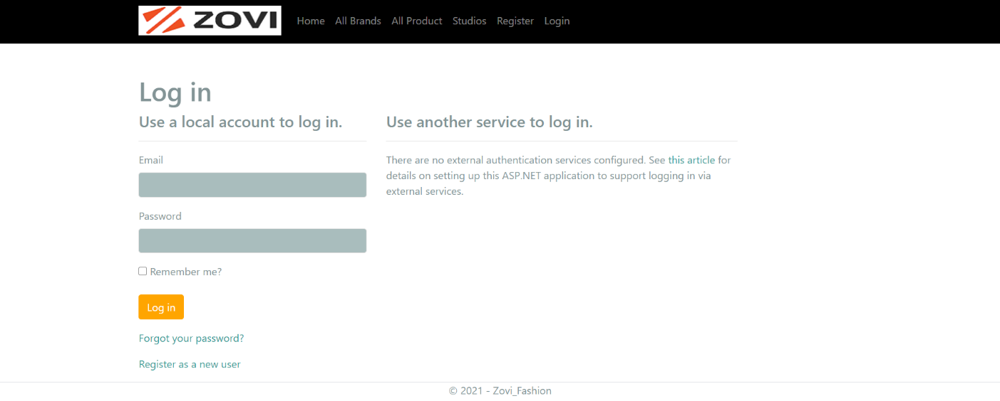 ZOVI
Home All Brands All Product Studios Register Login
Log in
Use a local account to log in.
Email
Password
Remember me?
Log in
Forgot your password?
Register as a new user
Use another service to log in.
There are no external authentication services configured. See this article for
details on setting up this ASP.NET application to support logging in via
external services.
© 2021 - Zovi_Fashion